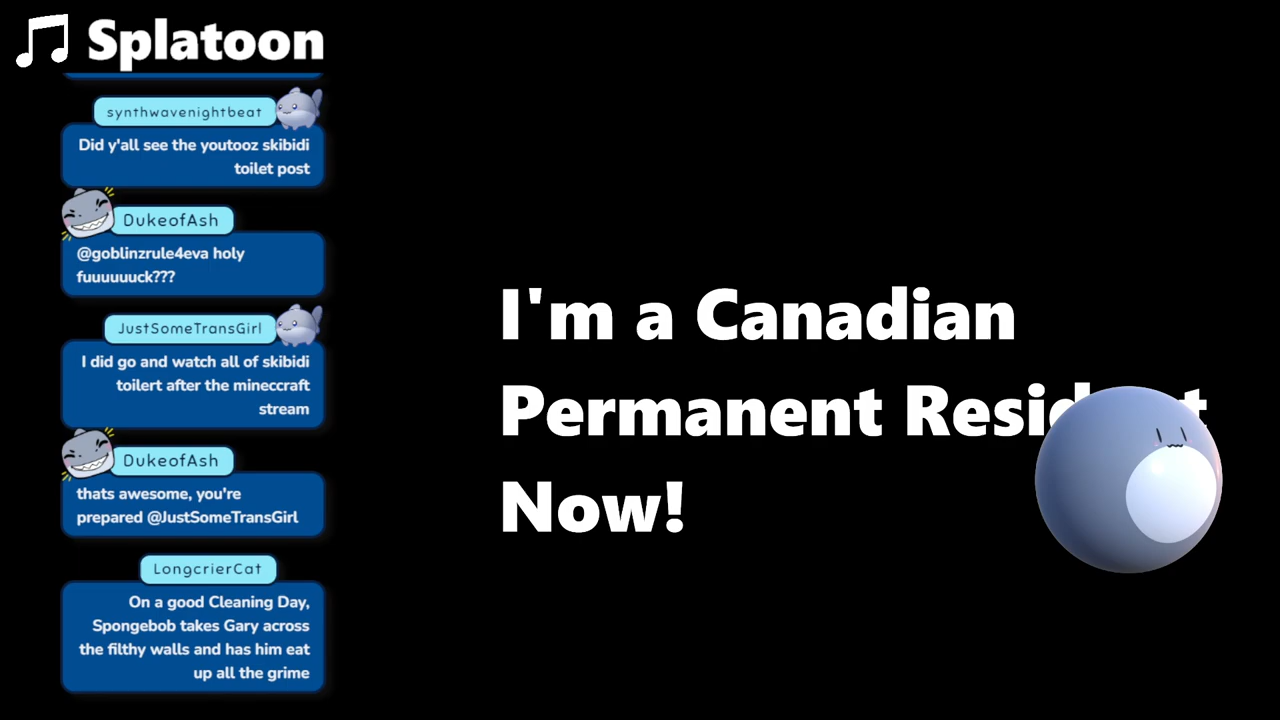 Splatoon
synthwavenightbeat
Did y'all see the youtooz skibidi
toilet post
DukeofAsh
@goblinzrule4eva holy
fuuuuuuck???
JustSomeTransGirl
I did go and watch all of skibidi
toilert after the mineccraft
stream
DukeofAsh
thats awesome, you're
prepared @JustSomeTransGirl
LongcrierCat
On a good Cleaning Day,
Spongebob takes Gary across
the filthy walls and has him eat
up all the grime
I'm a Canadian
Permanent Resident
Now!